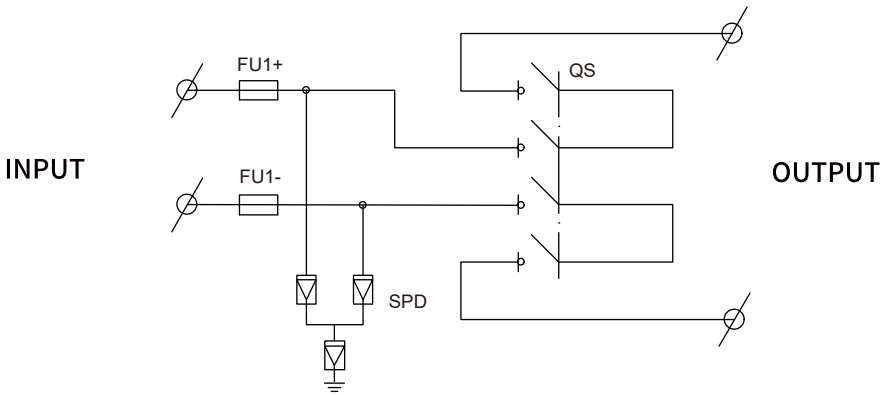 FU1+
QS
INPUT
OUTPUT
FU1-
SPD